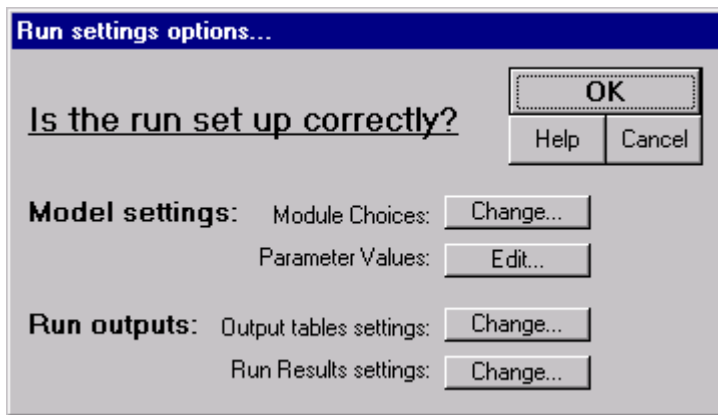 Run settings options...
Is the run set up correctly?
OK
Help Cancel
Model settings: Module Choices: Change...
Parameter Values: Edit...
Run outputs: Output tables settings: Change...
Run Results settings: Change...